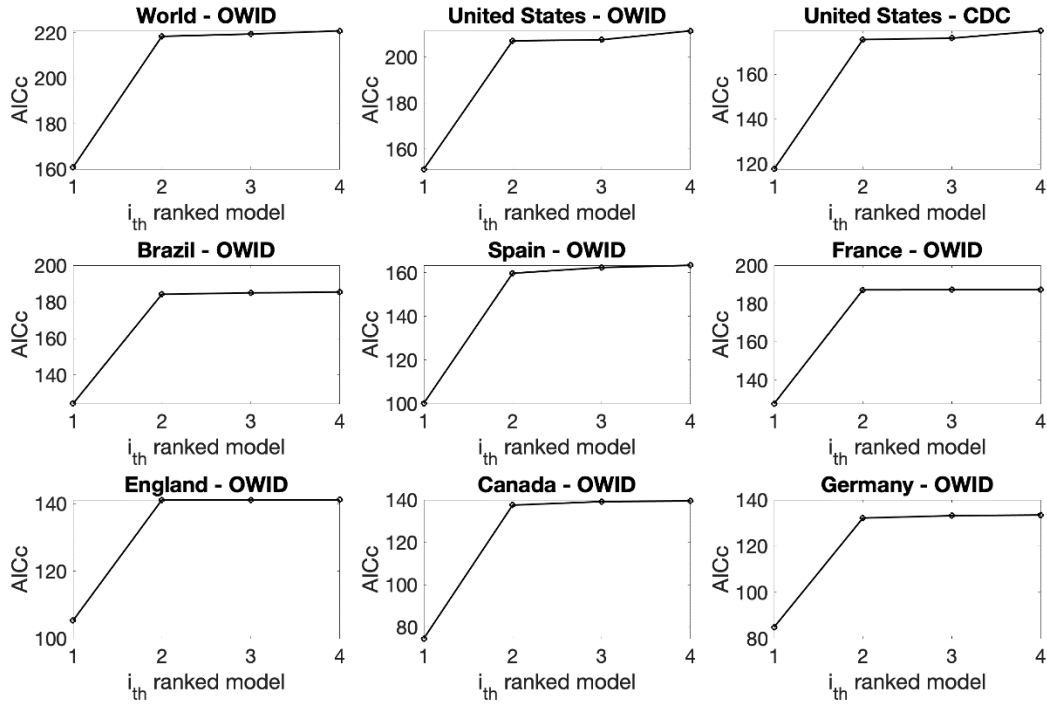 World - OWID
220
200
180
160
AICc
1 2 3 4
i_th ranked model
United States - OWID
200
180
160
AICc
1 2 3 4
i_th ranked model
United States - CDC
160
140
120
AICc
1 2 3 4
i_th ranked model
Brazil - OWID
200
180
160
140
AICc
1 2 3 4
i_th ranked model
Spain - OWID
160
140
120
100
AICc
1 2 3 4
i_th ranked model
France - OWID
200
180
160
140
AICc
1 2 3 4
i_th ranked model
England - OWID
140
120
100
AICc
1 2 3 4
i_th ranked model
Canada - OWID
140
120
100
80
AICc
1 2 3 4
i_th ranked model
Germany - OWID
140
120
100
80
AICc
1 2 3 4
i_th ranked model